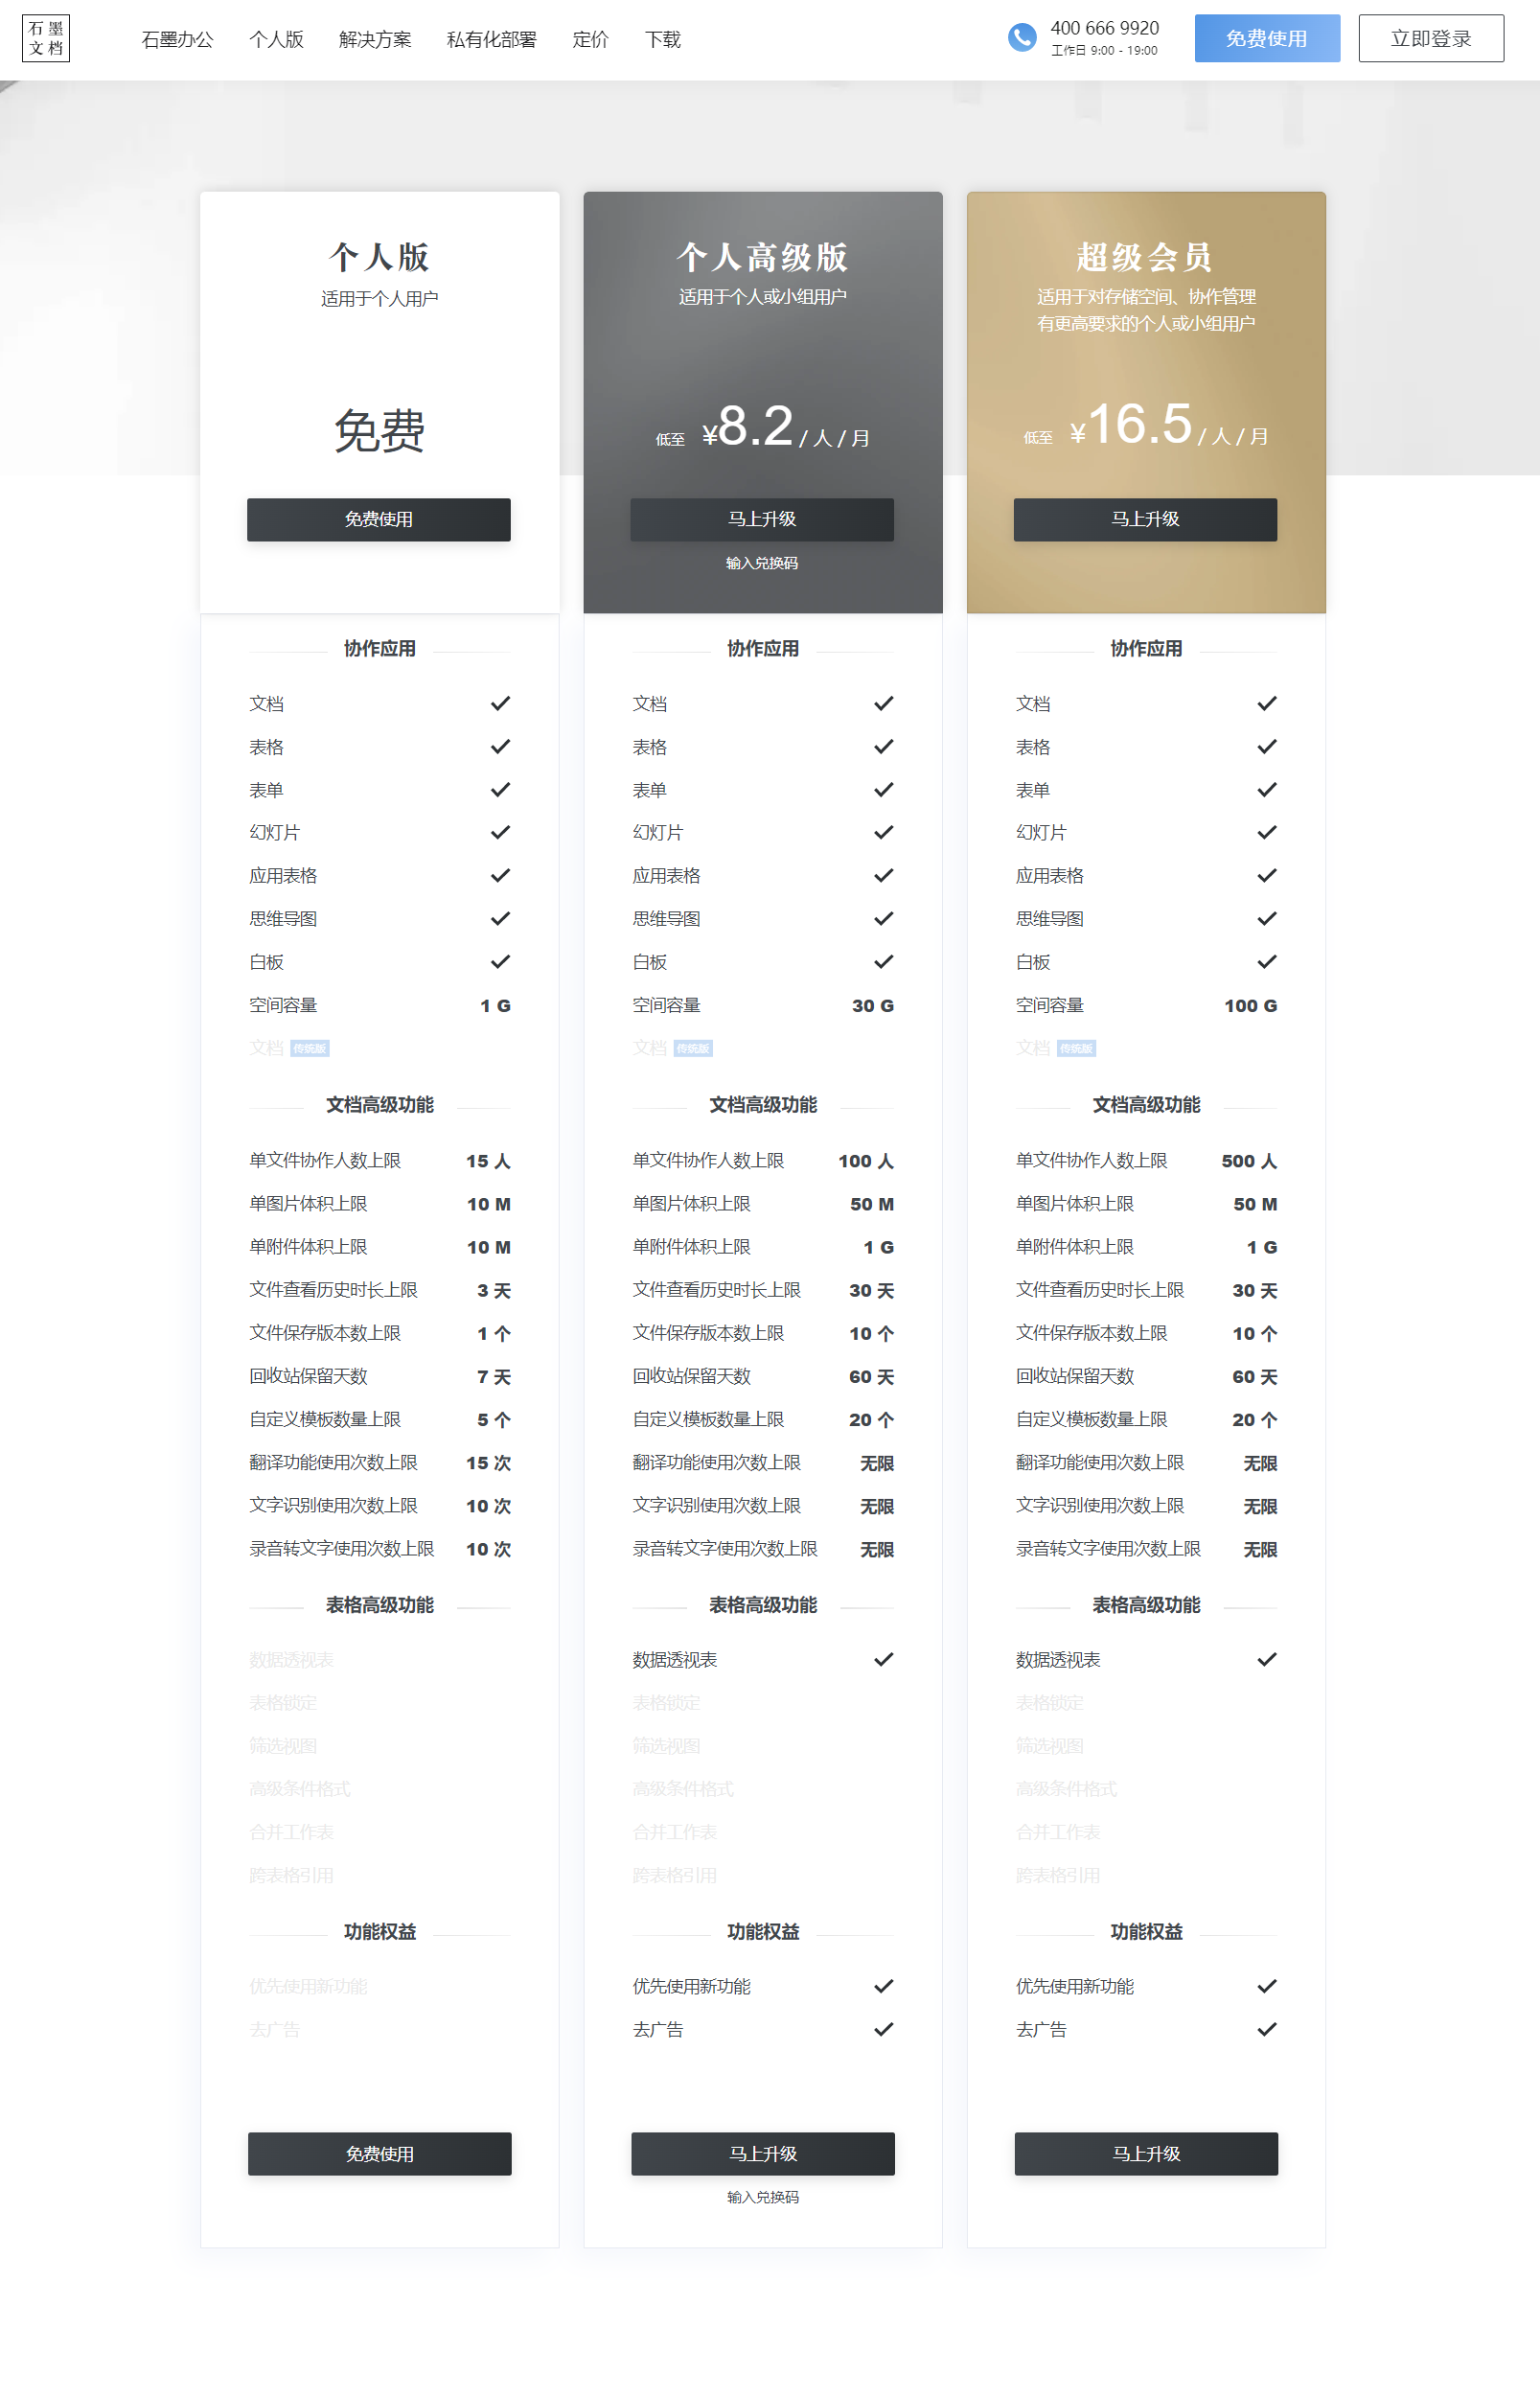 石墨
文档
石墨办公 个人版 解决方案 私有化部署 定价 下载
400 666 9920
工作日 9:00 - 19:00
免费使用
立即登录
个人版
适用于个人用户
免费
免费使用
协作应用
文档
表格
表单
幻灯片
应用表格
思维导图
白板
空间容量 1 G
文档 传统版
文档高级功能
单文件协作人数上限 15 人
单图片体积上限 10 M
单附件体积上限 10 M
文件查看历史时长上限 3 天
文件保存版本数上限 1 个
回收站保留天数 7 天
自定义模板数量上限 5 个
翻译功能使用次数上限 15 次
文字识别使用次数上限 10 次
录音转文字使用次数上限 10 次
表格高级功能
数据透视表
表格锁定
筛选视图
高级条件格式
合并工作表
跨表格引用
功能权益
优先使用新功能
去广告
免费使用
个人高级版
适用于个人或小组用户
低至 ¥8.2 / 人 / 月
马上升级
输入兑换码
协作应用
文档
表格
表单
幻灯片
应用表格
思维导图
白板
空间容量 30 G
文档 传统版
文档高级功能
单文件协作人数上限 100 人
单图片体积上限 50 M
单附件体积上限 1 G
文件查看历史时长上限 30 天
文件保存版本数上限 10 个
回收站保留天数 60 天
自定义模板数量上限 20 个
翻译功能使用次数上限 无限
文字识别使用次数上限 无限
录音转文字使用次数上限 无限
表格高级功能
数据透视表
表格锁定
筛选视图
高级条件格式
合并工作表
跨表格引用
功能权益
优先使用新功能
去广告
马上升级
输入兑换码
超级会员
适用于对存储空间、协作管理
有更高要求的个人或小组用户
低至 ¥16.5 / 人 / 月
马上升级
协作应用
文档
表格
表单
幻灯片
应用表格
思维导图
白板
空间容量 100 G
文档 传统版
文档高级功能
单文件协作人数上限 500 人
单图片体积上限 50 M
单附件体积上限 1 G
文件查看历史时长上限 30 天
文件保存版本数上限 10 个
回收站保留天数 60 天
自定义模板数量上限 20 个
翻译功能使用次数上限 无限
文字识别使用次数上限 无限
录音转文字使用次数上限 无限
表格高级功能
数据透视表
表格锁定
筛选视图
高级条件格式
合并工作表
跨表格引用
功能权益
优先使用新功能
去广告
马上升级